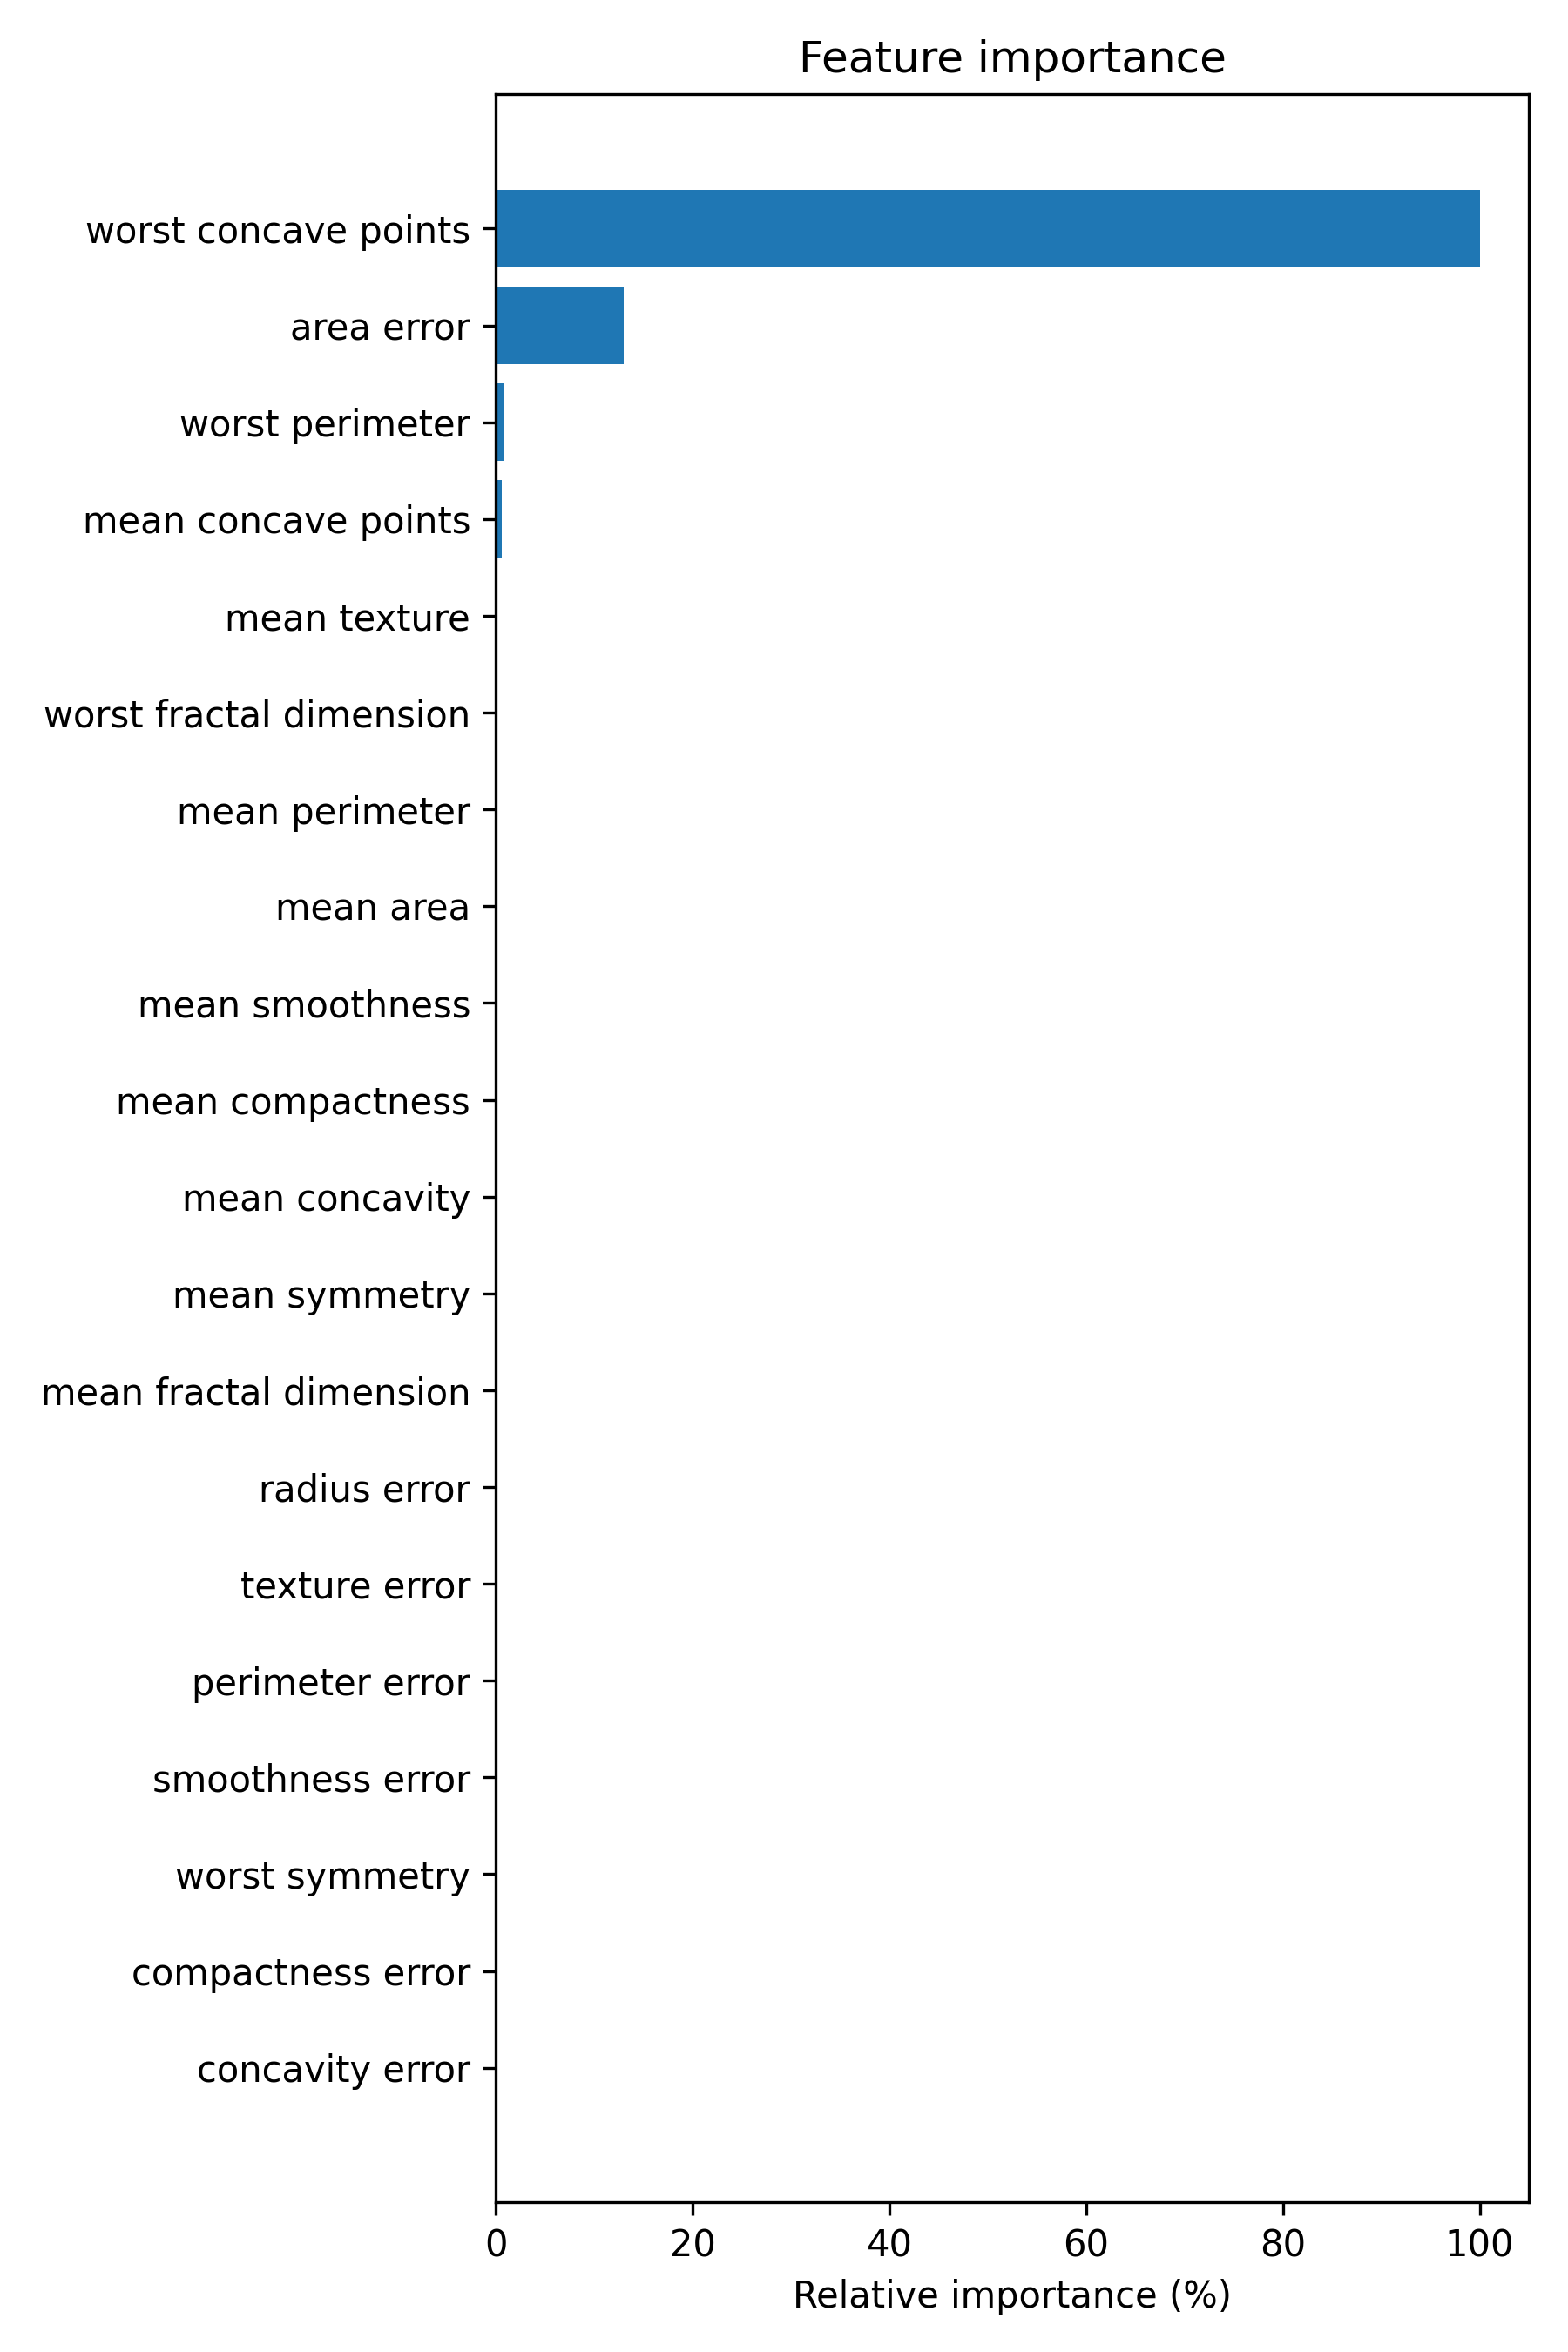 Feature importance
worst concave points
area error
worst perimeter
mean concave points
mean texture
worst fractal dimension
mean perimeter
mean area
mean smoothness
mean compactness
mean concavity
mean symmetry
mean fractal dimension
radius error
texture error
perimeter error
smoothness error
worst symmetry
compactness error
concavity error
0 20 40 60 80 100
Relative importance (%)